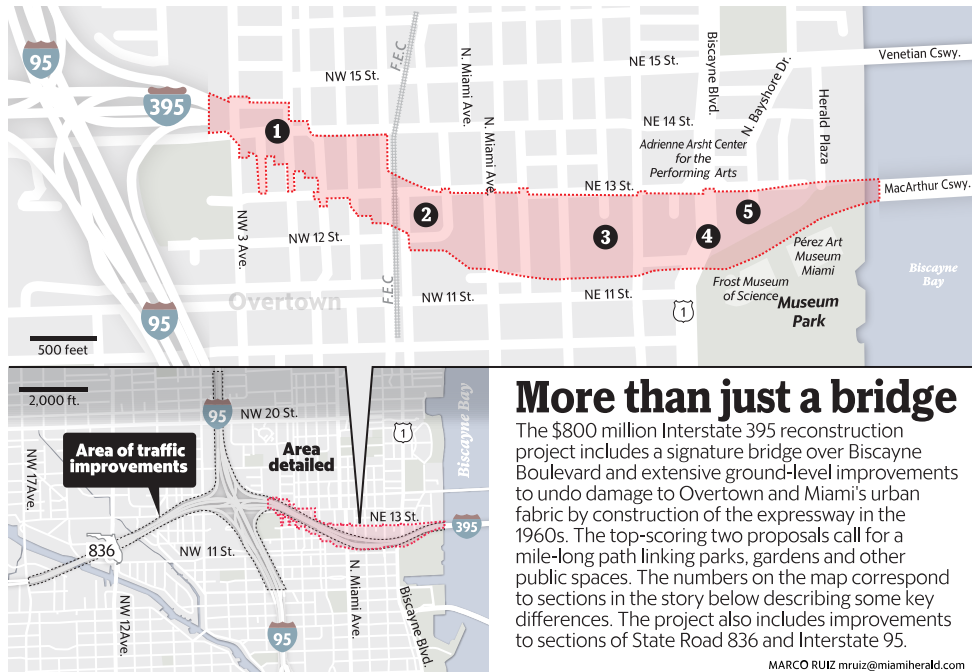 95
395
NW 15 St.
F.E.C
N. Miami Ave.
NE 15 St.
Biscayne Blvd.
N. Bayshore Dr.
Venetian Cswy.
Herald Plaza
1
N. Miami Ave.
NE 14 St.
Adrienne Arsht Center
for the
Performing Arts
NE 13 St.
MacArthur Cswy.
2
3
4
5
NW 3 Ave.
NW 12 St.
Pérez Art
Museum
Miami
Biscayne
Bay
Overtown
F.E.C
NW 11 St.
NE 11 St.
Frost Museum
of Science
Museum
Park
1
95
500 feet
2,000 ft.
95
NW 20 St.
1
Biscayne Bay
Area of traffic
improvements
Area
detailed
NW 17Ave.
NE 13 St.
395
836
NW 11 St.
NW 12Ave.
N. Miami Ave.
Biscayne Blvd.
95
More than just a bridge
The $800 million Interstate 395 reconstruction
project includes a signature bridge over Biscayne
Boulevard and extensive ground-level improvements
to undo damage to Overtown and Miami's urban
fabric by construction of the expressway in the
1960s. The top-scoring two proposals call for a
mile-long path linking parks, gardens and other
public spaces. The numbers on the map correspond
to sections in the story below describing some key
differences. The project also includes improvements
to sections of State Road 836 and Interstate 95.
MARCO RUIZ mruiz@miamiherald.com